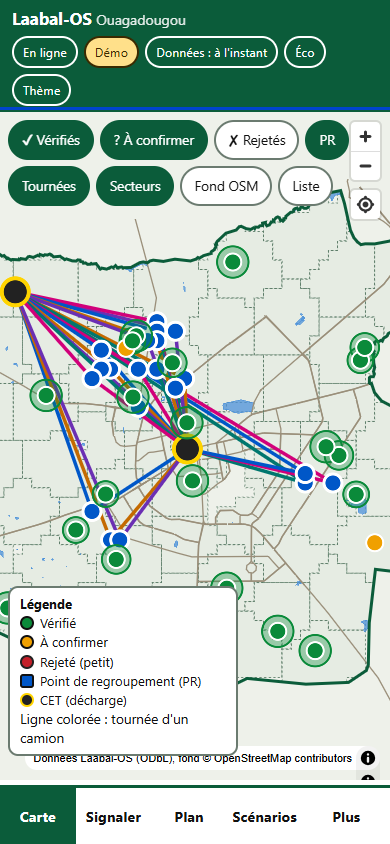 Laabal-OS Ouagadougou
En ligne
Démo
Données : à l'instant
Éco
Thème
✓ Vérifiés
? À confirmer
✗ Rejetés
PR
+
−
Tournées
Secteurs
Fond OSM
Liste
Légende
Vérifié
À confirmer
Rejeté (petit)
Point de regroupement (PR)
CET (décharge)
Ligne colorée : tournée d'un
camion
Données Laabal-OS (ODbL), fond © OpenStreetMap contributors
Carte
Signaler
Plan
Scénarios
Plus